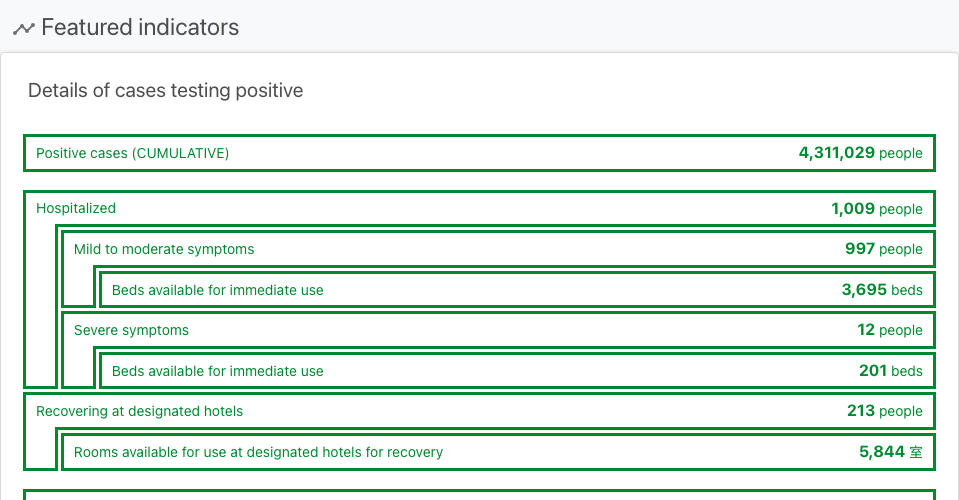 Featured indicators
Details of cases testing positive
Positive cases (CUMULATIVE) 4,311,029 people
Hospitalized 1,009 people
Mild to moderate symptoms 997 people
Beds available for immediate use 3,695 beds
Severe symptoms 12 people
Beds available for immediate use 201 beds
Recovering at designated hotels 213 people
Rooms available for use at designated hotels for recovery 5,844 室